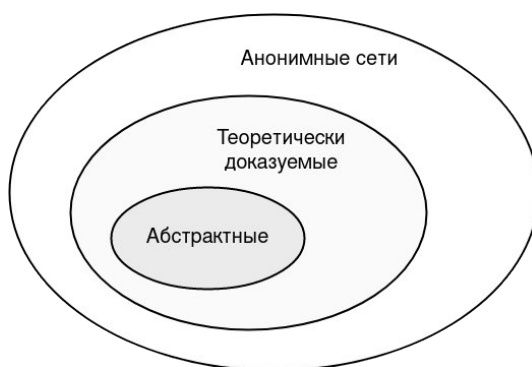 Анонимные сети
Теоретически
доказуемые
Абстрактные